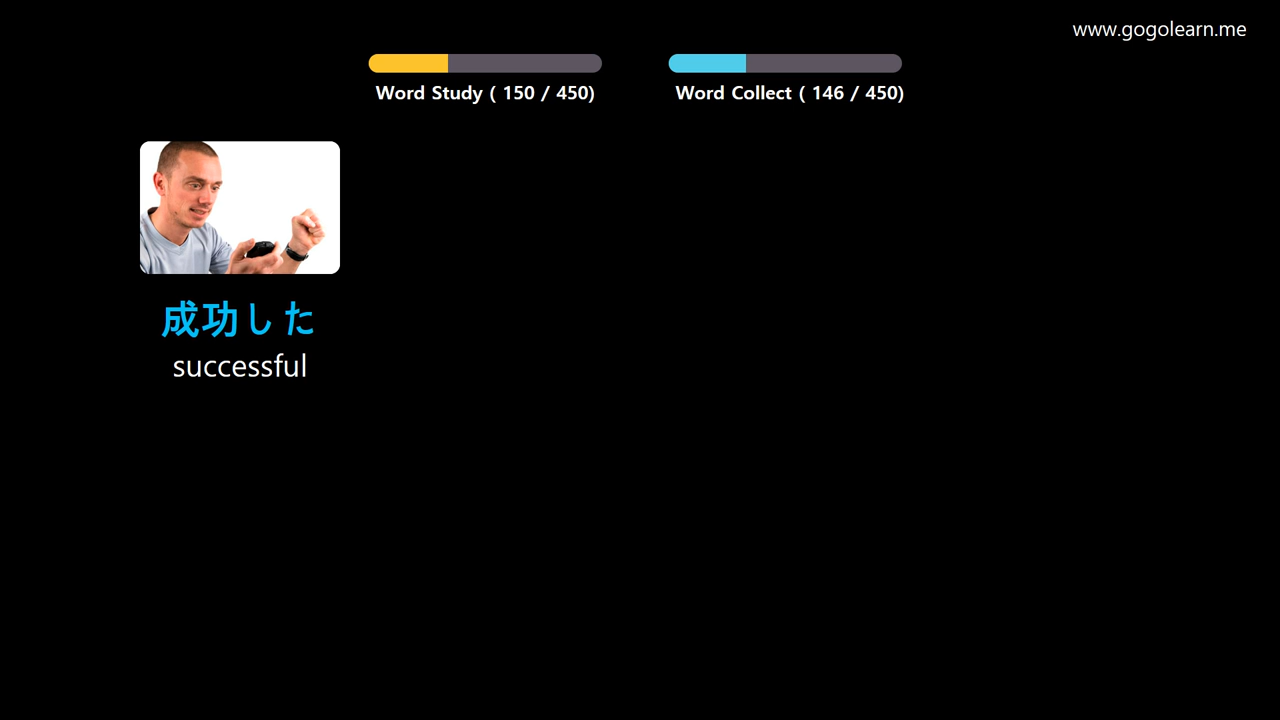 www.gogolearn.me
Word Study ( 150 / 450)
Word Collect ( 146 / 450)
成功した
successful